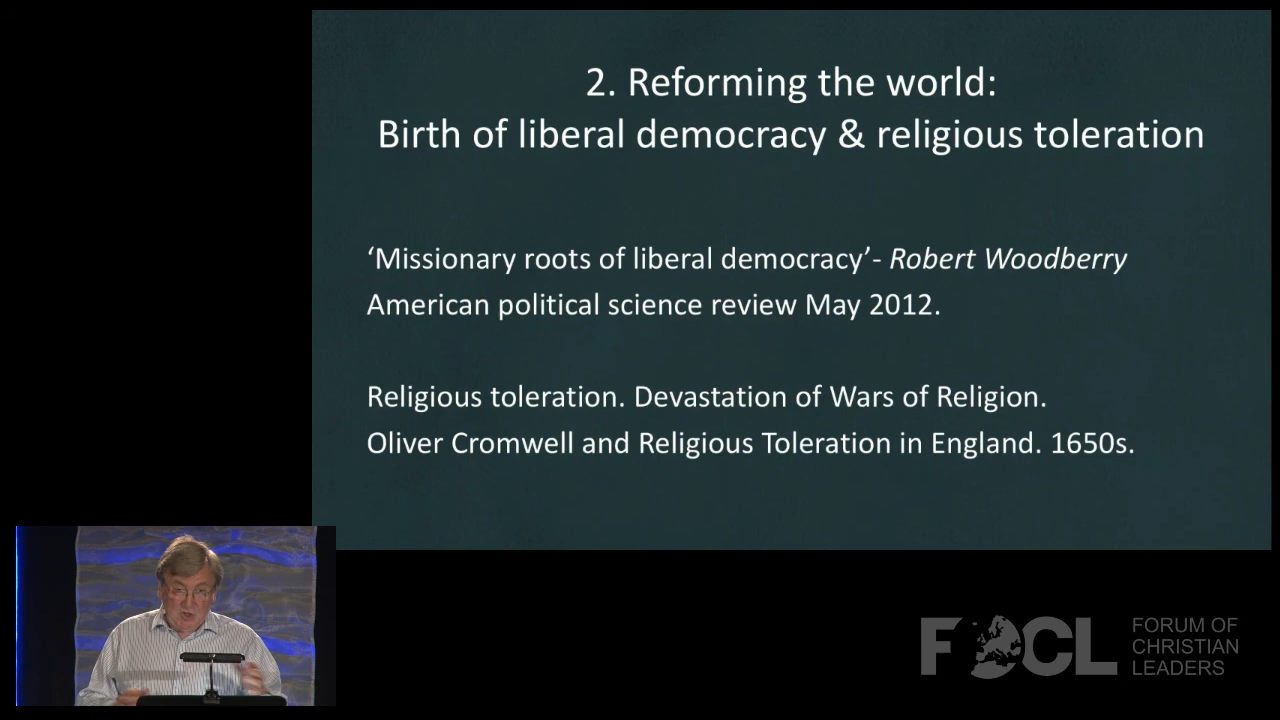 2. Reforming the world:
Birth of liberal democracy & religious toleration
‘Missionary roots of liberal democracy’- Robert Woodberry
American political science review May 2012.
Religious toleration. Devastation of Wars of Religion.
Oliver Cromwell and Religious Toleration in England. 1650s.
FOCL
FORUM OF
CHRISTIAN
LEADERS